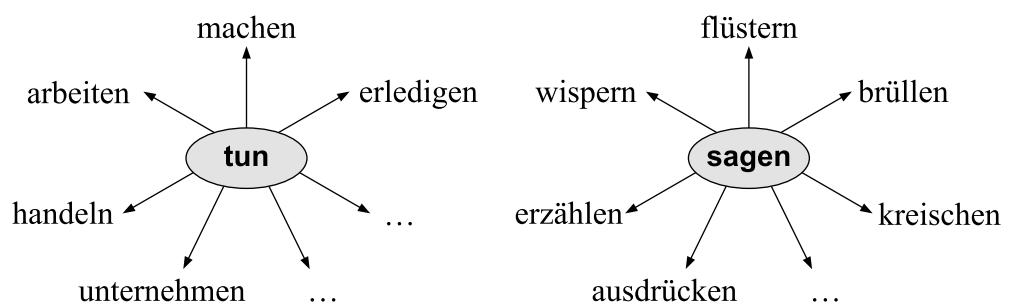 machen
arbeiten
erledigen
tun
handeln
…
unternehmen
…
flüstern
wispern
brüllen
sagen
erzählen
kreischen
ausdrücken
…